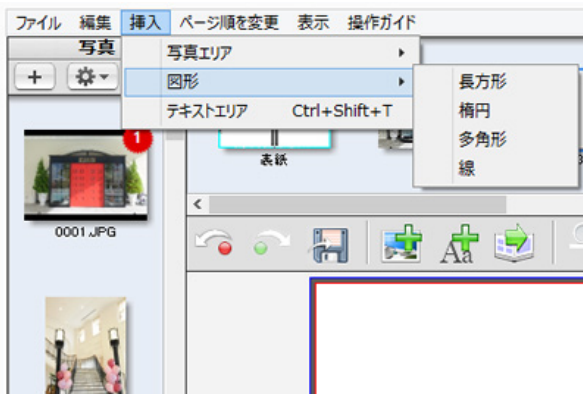 ファイル 編集 挿入 ページ順を変更 表示 操作ガイド
写真
写真エリア
図形
テキストエリア Ctrl+Shift+T
長方形
楕円
多角形
線
1
表紙
0001.JPG
Aa